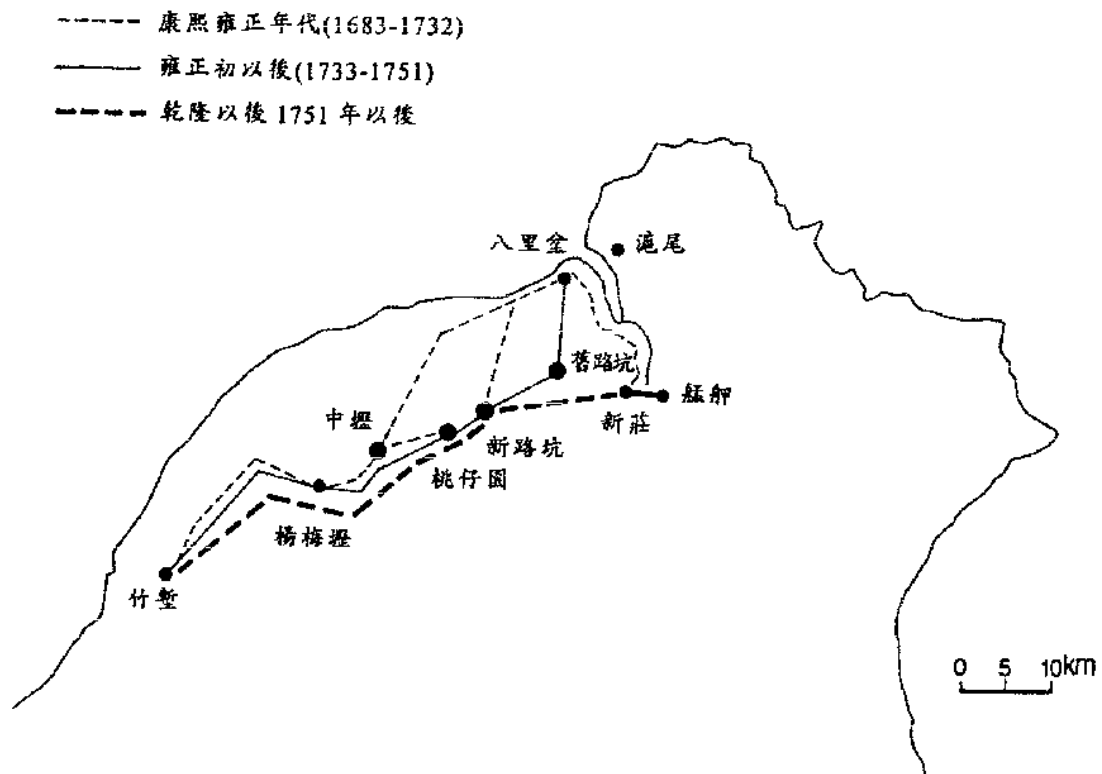 康熙雍正年代(1683-1732)
雍正初以後(1733-1751)
乾隆以後 1751 年以後
八里坌
滬尾
舊路坑
艋舺
新莊
中壢
新路坑
桃仔園
楊梅壢
竹塹
0 5 10km